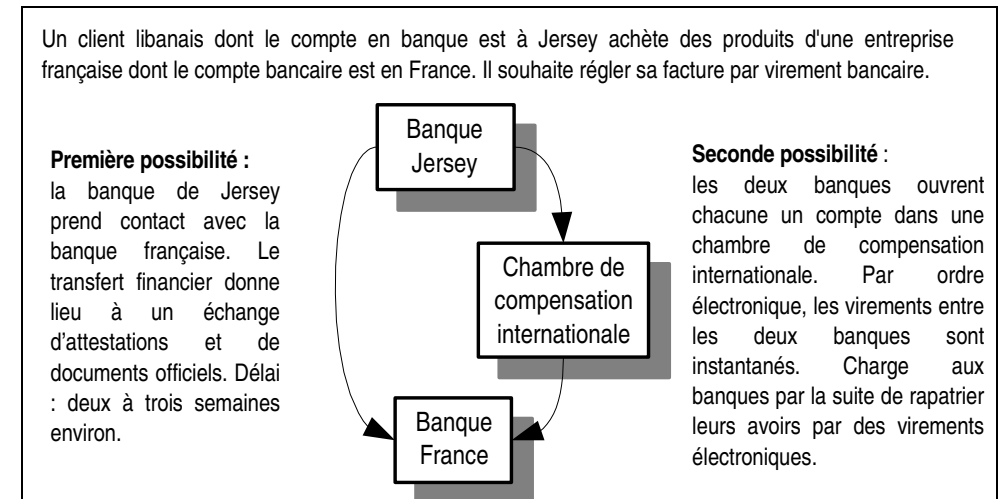 Un client libanais dont le compte en banque est à Jersey achète des produits d'une entreprise
française dont le compte bancaire est en France. Il souhaite régler sa facture par virement bancaire.
Première possibilité :
la banque de Jersey
prend contact avec la
banque française. Le
transfert financier donne
lieu à un échange
d'attestations et de
documents officiels. Délai
: deux à trois semaines
environ.
Banque
Jersey
Chambre de
compensation
internationale
Banque
France
Seconde possibilité :
les deux banques ouvrent
chacune un compte dans une
chambre de compensation
internationale. Par ordre
électronique, les virements entre
les deux banques sont
instantanés. Charge aux
banques par la suite de rapatrier
leurs avoirs par des virements
électroniques.